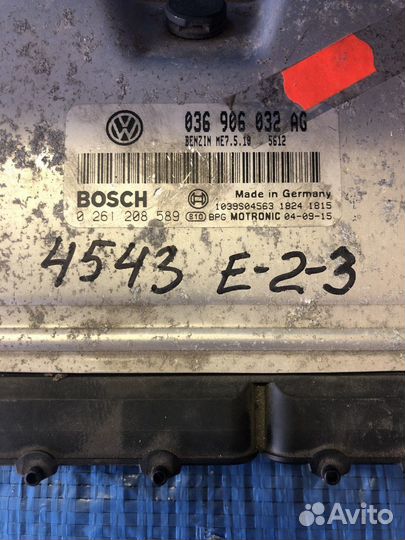 036 906 032 AG
BENZIN ME7.5.10 5612
BOSCH
Made in Germany
0 261 208 589
1039S04563 1824 1815
S10 BPG MOTRONIC 04-09-15
4543 E-2-3
Avito